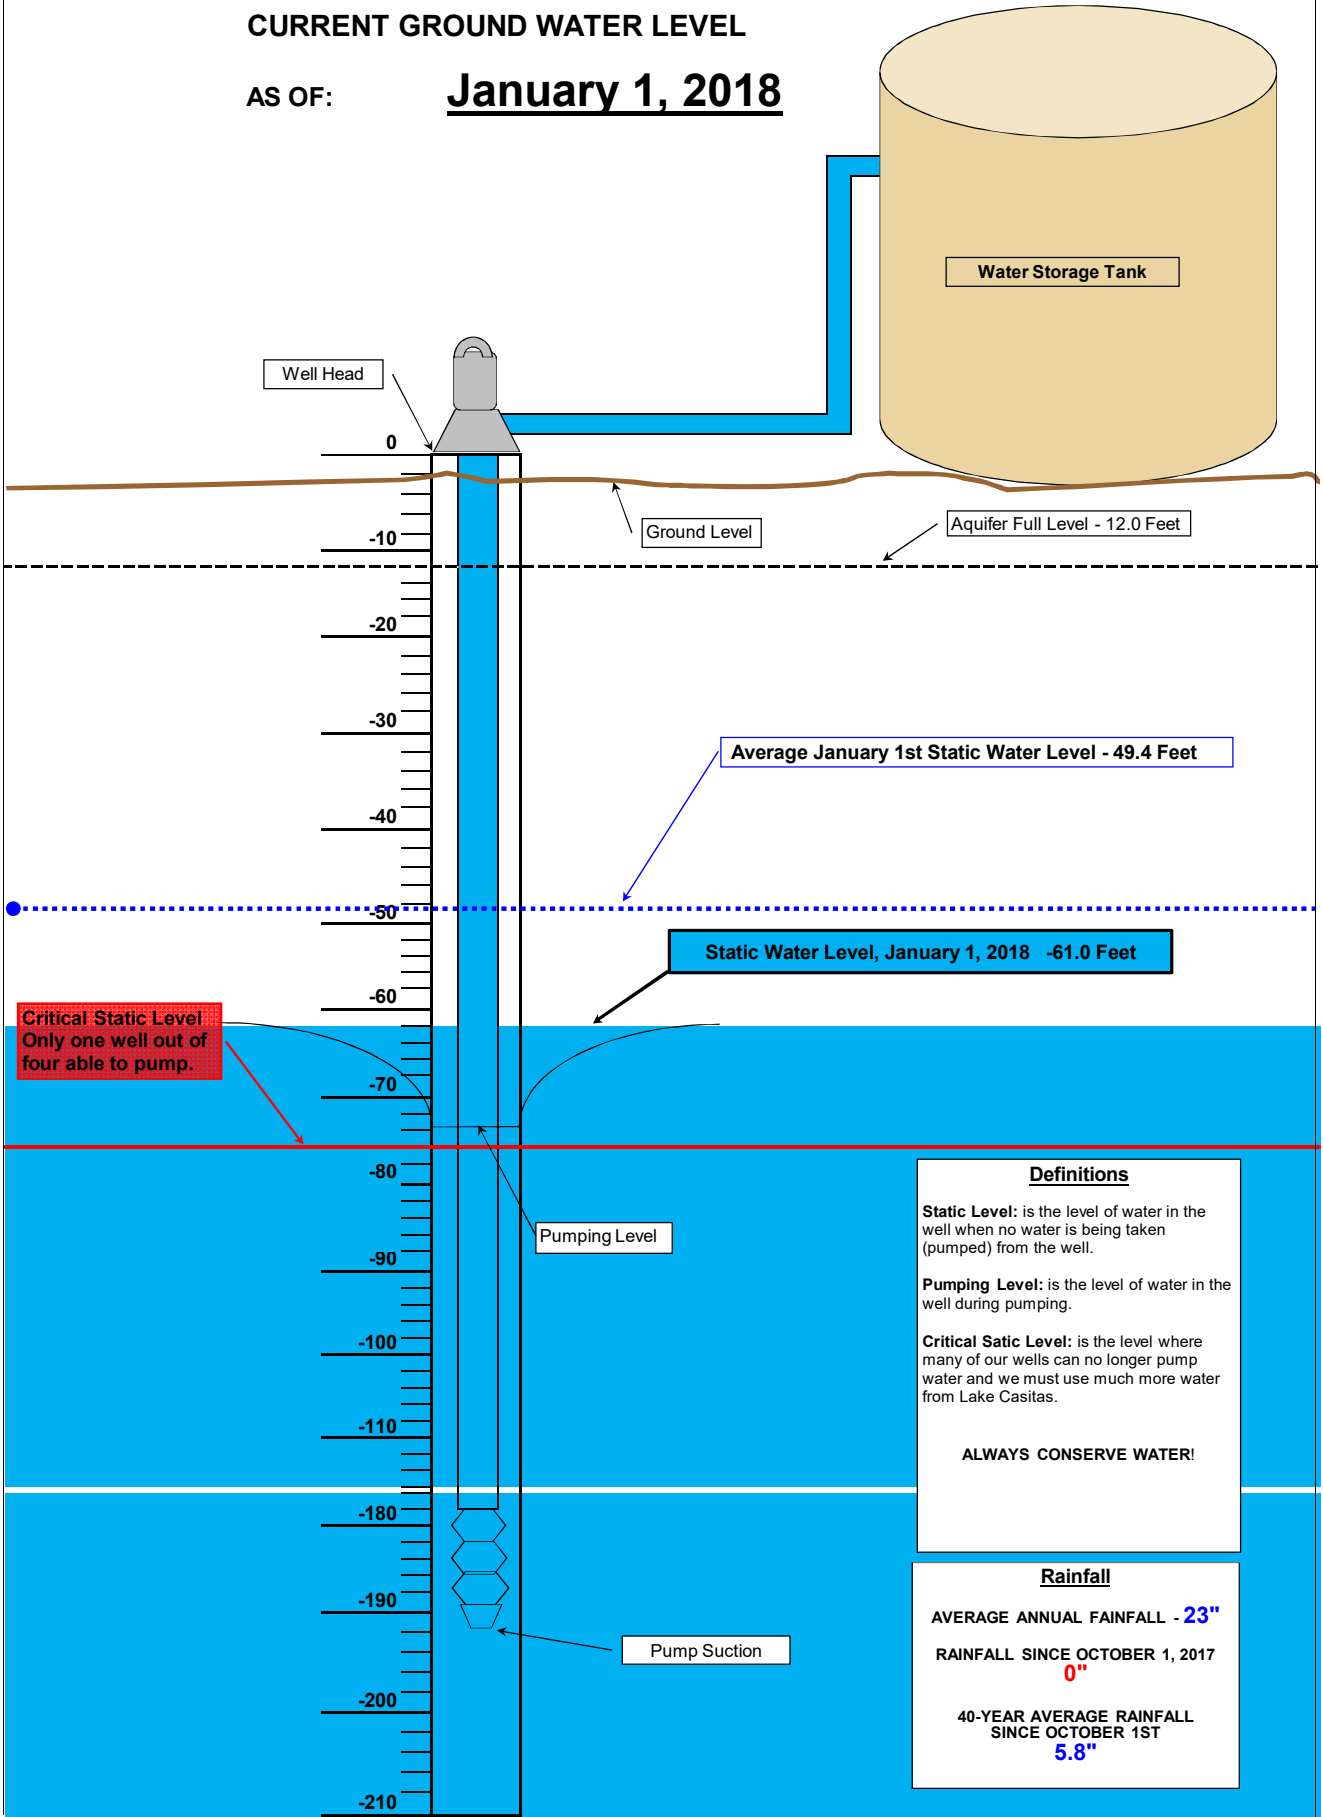 CURRENT GROUND WATER LEVEL
AS OF: January 1, 2018
Water Storage Tank
Well Head
0
Ground Level
Aquifer Full Level - 12.0 Feet
-10
-20
-30
Average January 1st Static Water Level - 49.4 Feet
-40
-50
Static Water Level, January 1, 2018 -61.0 Feet
-60
Critical Static Level
Only one well out of
four able to pump.
-70
-80
Pumping Level
-90
-100
-110
-180
-190
Pump Suction
-200
-210
Definitions
Static Level: is the level of water in the
well when no water is being taken
(pumped) from the well.
Pumping Level: is the level of water in the
well during pumping.
Critical Satic Level: is the level where
many of our wells can no longer pump
water and we must use much more water
from Lake Casitas.
ALWAYS CONSERVE WATER!
Rainfall
AVERAGE ANNUAL FAINFALL - 23"
RAINFALL SINCE OCTOBER 1, 2017
0"
40-YEAR AVERAGE RAINFALL
SINCE OCTOBER 1ST
5.8"